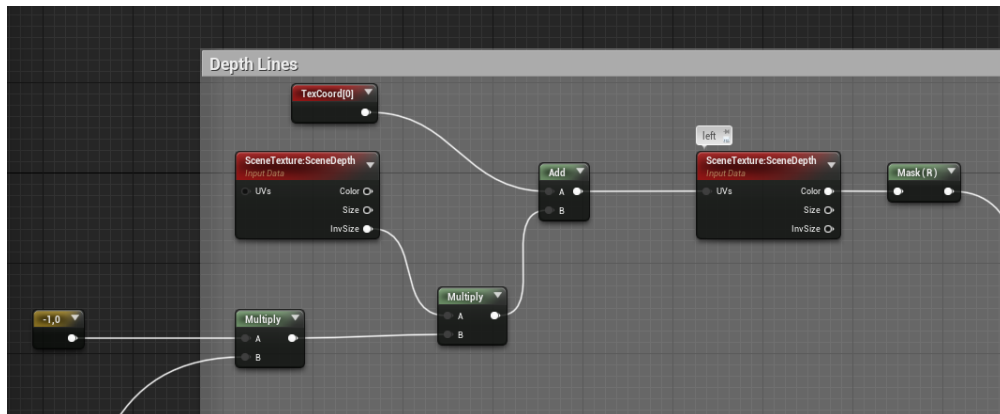 Depth Lines
TexCoord[0]
SceneTexture:SceneDepth
Input Data
UVs
Color
Size
InvSize
Add
A
B
left
SceneTexture:SceneDepth
Input Data
UVs
Color
Size
InvSize
Mask ( R )
-1,0
Multiply
A
B
Multiply
A
B